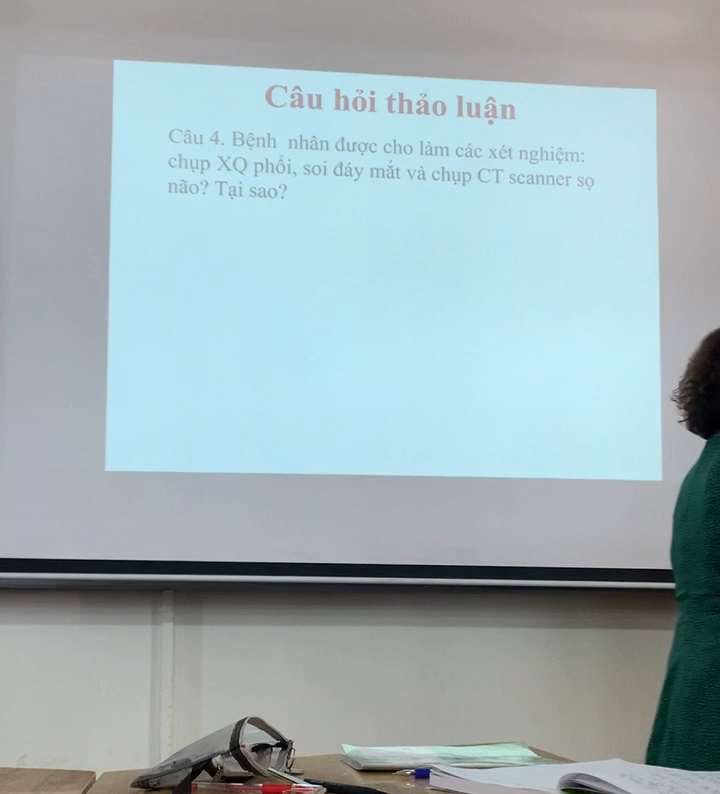 Câu hỏi thảo luận
Câu 4. Bệnh nhân được cho làm các xét nghiệm:
chụp XQ phổi, soi đáy mắt và chụp CT scanner sọ
não? Tại sao?